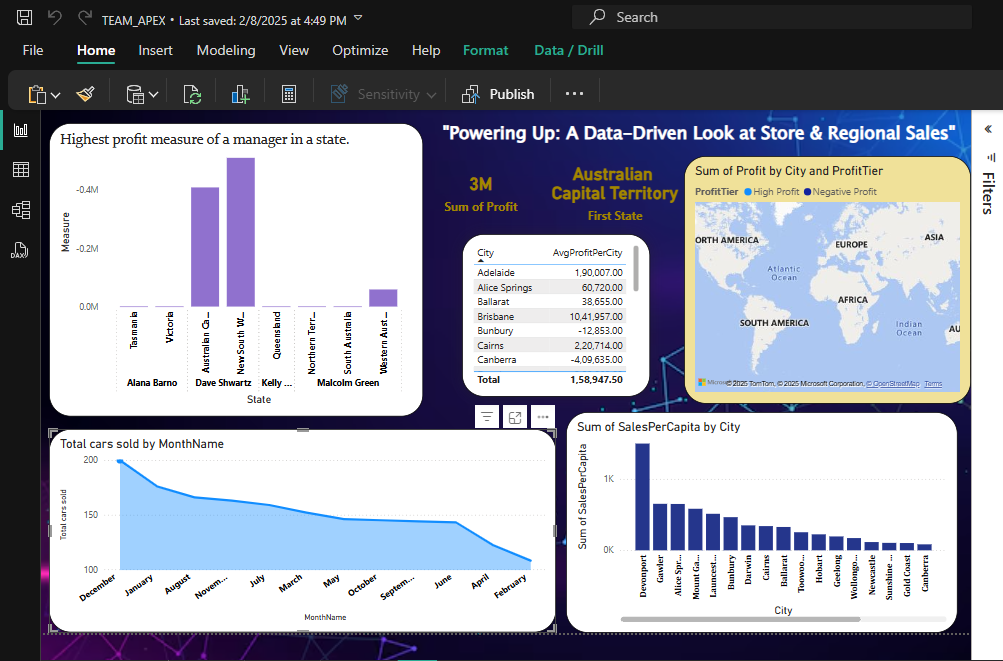 TEAM_APEX • Last saved: 2/8/2025 at 4:49 PM
Search
File Home Insert Modeling View Optimize Help Format Data / Drill
Sensitivity
Publish
Highest profit measure of a manager in a state.
Measure
-0.4M
-0.2M
0.0M
Tasmania
Victoria
Australian Ca...
New South W...
Queensland
Northern Terr...
South Australia
Western Aust...
Alana Barno
Dave Shwartz
Kelly ...
Malcolm Green
State
"Powering Up: A Data-Driven Look at Store & Regional Sales"
3M
Sum of Profit
Australian
Capital Territory
First State
City AvgProfitPerCity
Adelaide 1,90,007.00
Alice Springs 60,720.00
Ballarat 38,655.00
Brisbane 10,41,957.00
Bunbury -12,853.00
Cairns 2,20,714.00
Canberra -4,09,635.00
Total 1,58,947.50
Sum of Profit by City and ProfitTier
ProfitTier High Profit Negative Profit
ORTH AMERICA
EUROPE
ASIA
Atlantic
Ocean
AFRICA
SOUTH AMERICA
Indian
Ocean
AU
© 2025 TomTom, © 2025 Microsoft Corporation, © OpenStreetMap Terms
Filters
DAX
Total cars sold by MonthName
Total cars sold
200
150
100
December
January
August
Novem...
July
March
May
October
Septem...
June
April
February
MonthName
Sum of SalesPerCapita by City
Sum of SalesPerCapita
1K
0K
Devonport
Gawler
Alice Spr...
Mount Ga...
Launcest...
Bunbury
Darwin
Cairns
Ballarat
Toowoo...
Hobart
Geelong
Wollongo...
Newcastle
Sunshine ...
Gold Coast
Canberra
City